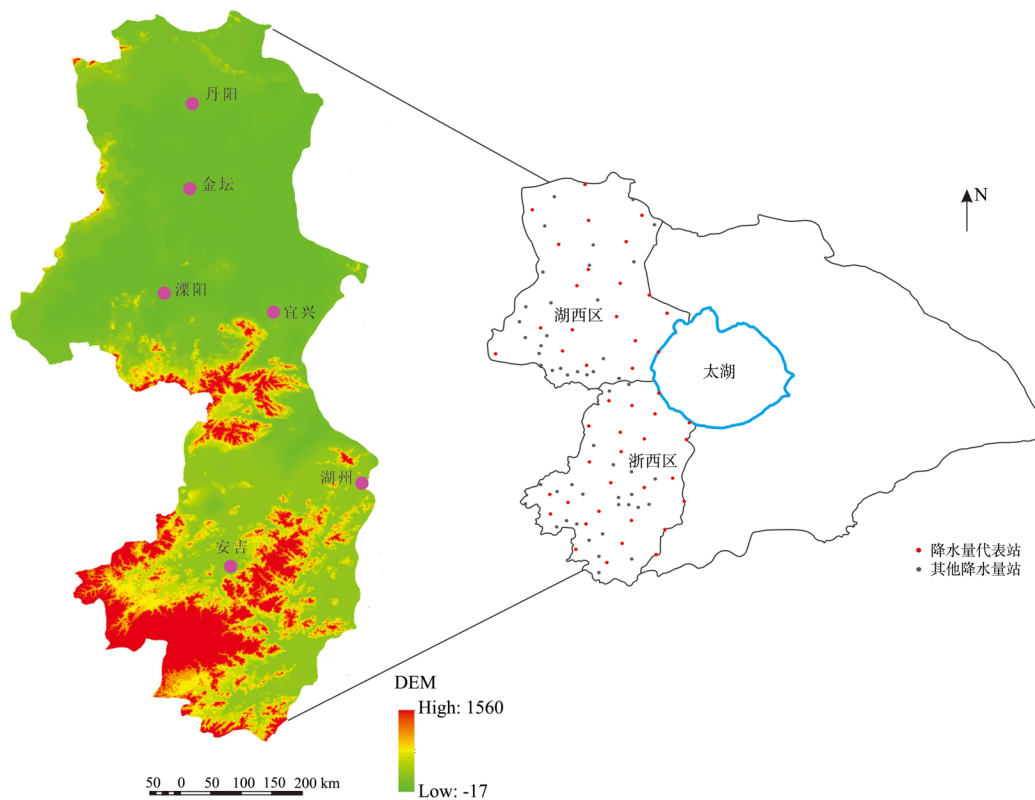 丹阳
金坛
溧阳
宜兴
湖州
安吉
N
湖西区
太湖
浙西区
降水量代表站
其他降水量站
DEM
High: 1560
Low: -17
50 0 50 100 150 200 km